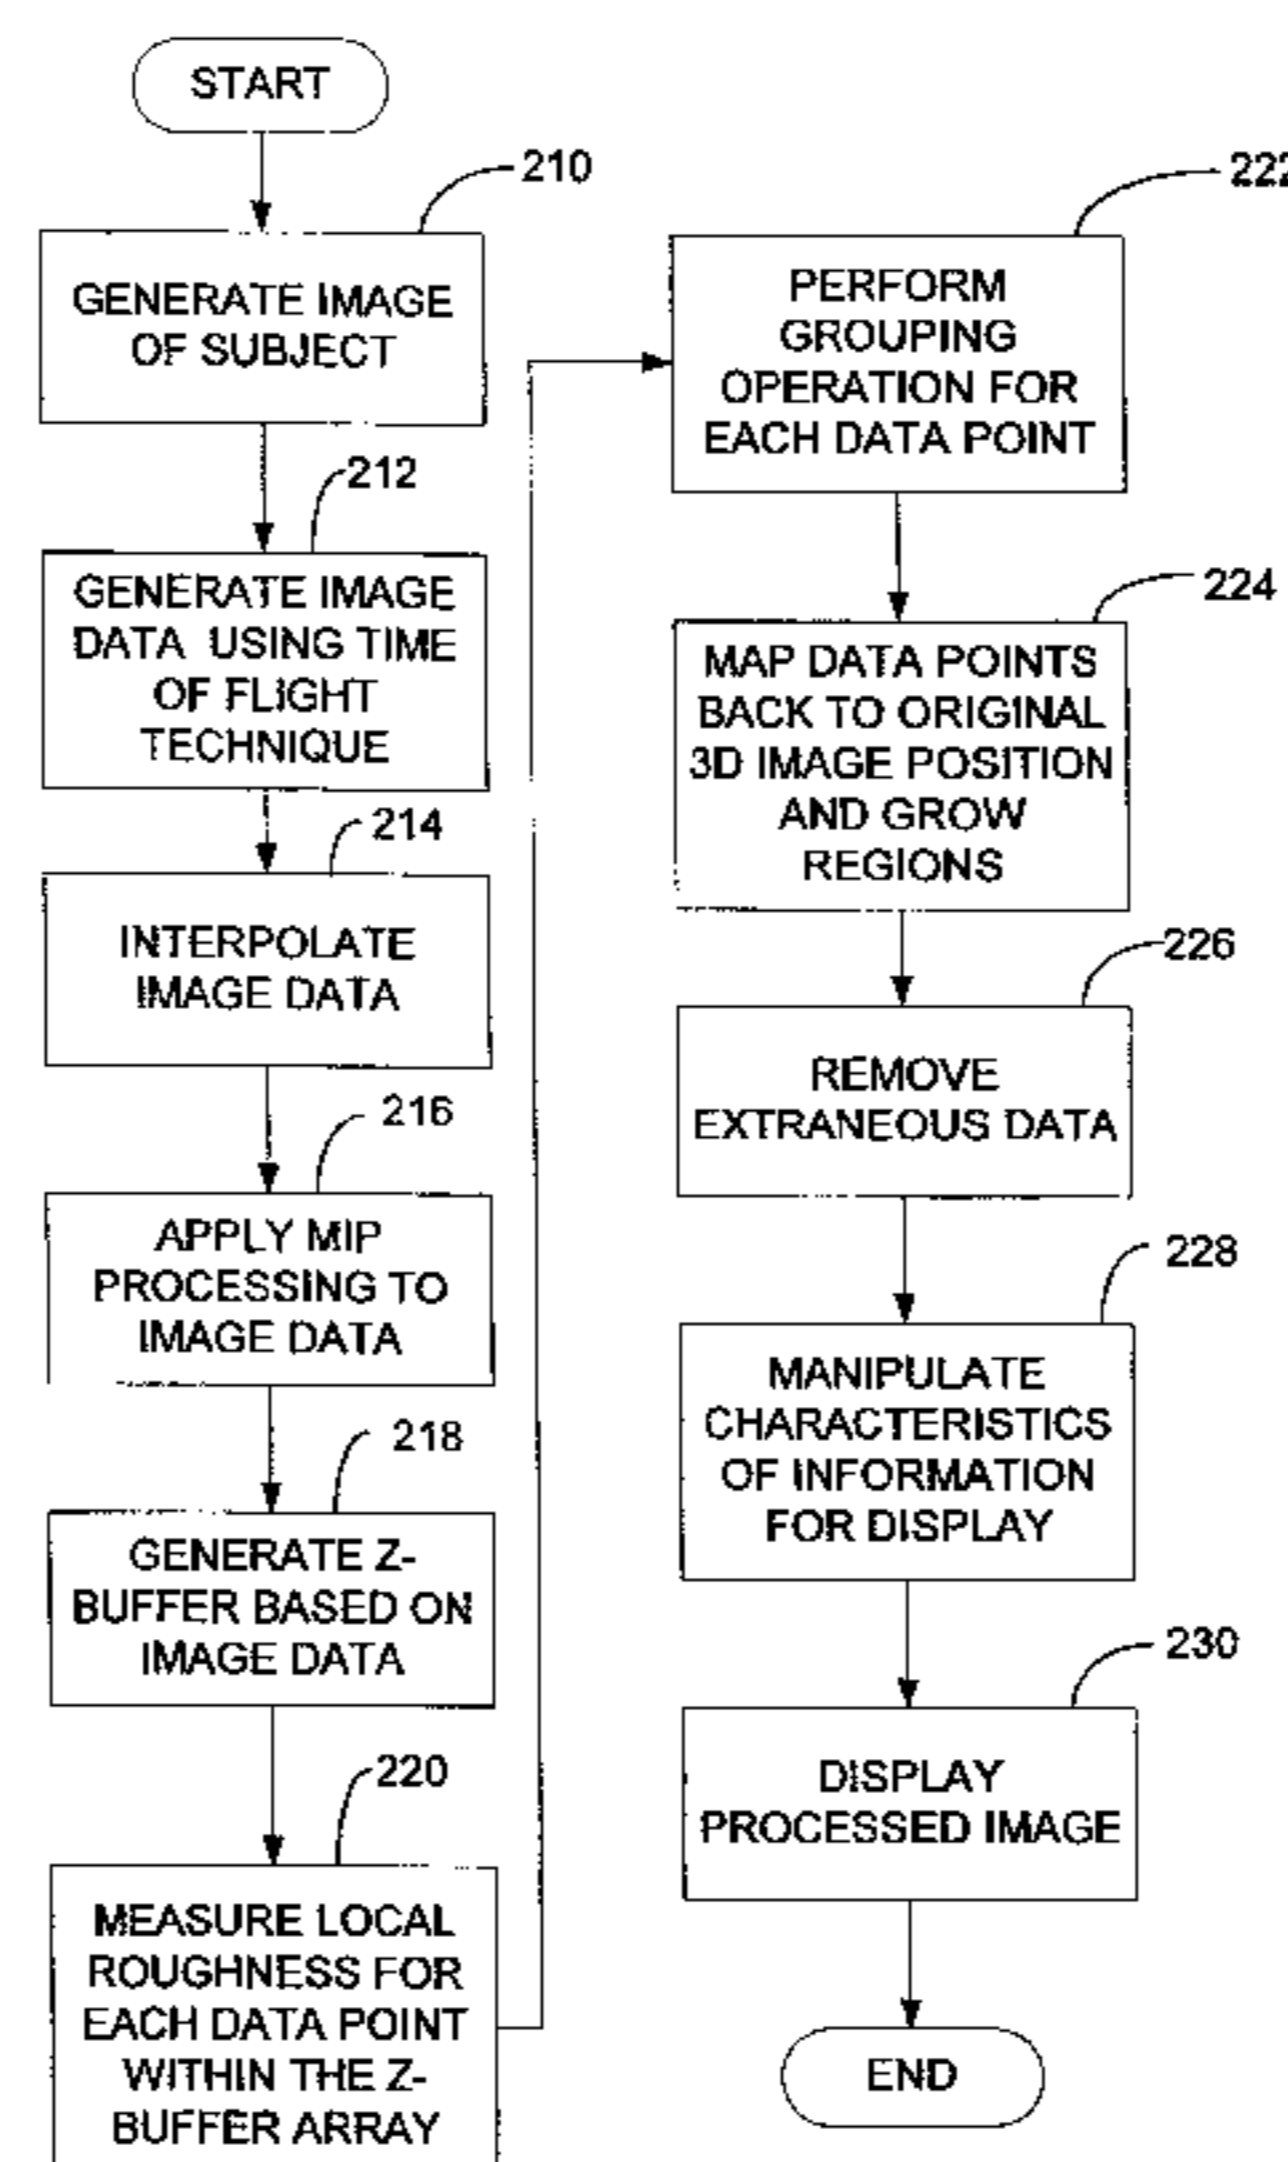 START
210
GENERATE IMAGE
OF SUBJECT
212
GENERATE IMAGE
DATA USING TIME
OF FLIGHT
TECHNIQUE
214
INTERPOLATE
IMAGE DATA
216
APPLY MIP
PROCESSING TO
IMAGE DATA
218
GENERATE Z-
BUFFER BASED ON
IMAGE DATA
220
MEASURE LOCAL
ROUGHNESS FOR
EACH DATA POINT
WITHIN THE Z-
BUFFER ARRAY
222
PERFORM
GROUPING
OPERATION FOR
EACH DATA POINT
224
MAP DATA POINTS
BACK TO ORIGINAL
3D IMAGE POSITION
AND GROW
REGIONS
226
REMOVE
EXTRANEOUS DATA
228
MANIPULATE
CHARACTERISTICS
OF INFORMATION
FOR DISPLAY
230
DISPLAY
PROCESSED IMAGE
END